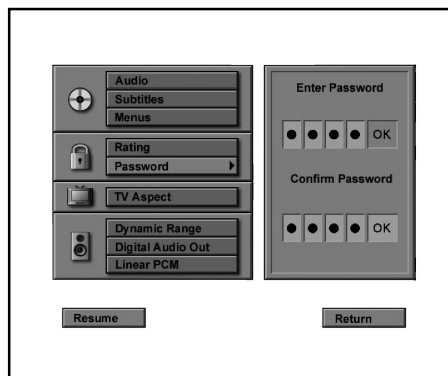 Audio
Subtitles
Menus
Rating
Password
TV Aspect
Dynamic Range
Digital Audio Out
Linear PCM
Enter Password
OK
Confirm Password
OK
Resume
Return